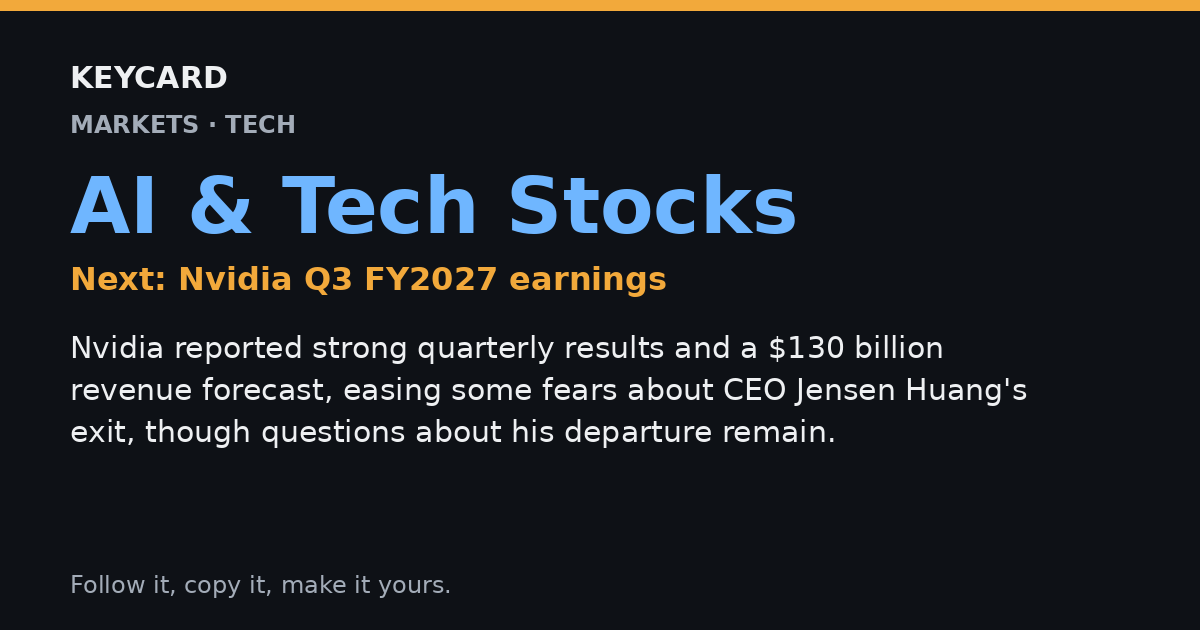 KEYCARD
MARKETS · TECH
AI & Tech Stocks
Next: Nvidia Q3 FY2027 earnings
Nvidia reported strong quarterly results and a $130 billion
revenue forecast, easing some fears about CEO Jensen Huang's
exit, though questions about his departure remain.
Follow it, copy it, make it yours.